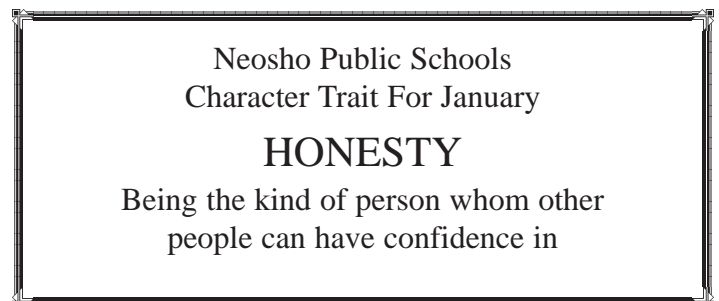 Neosho Public Schools
Character Trait For January
HONESTY
Being the kind of person whom other
people can have confidence in